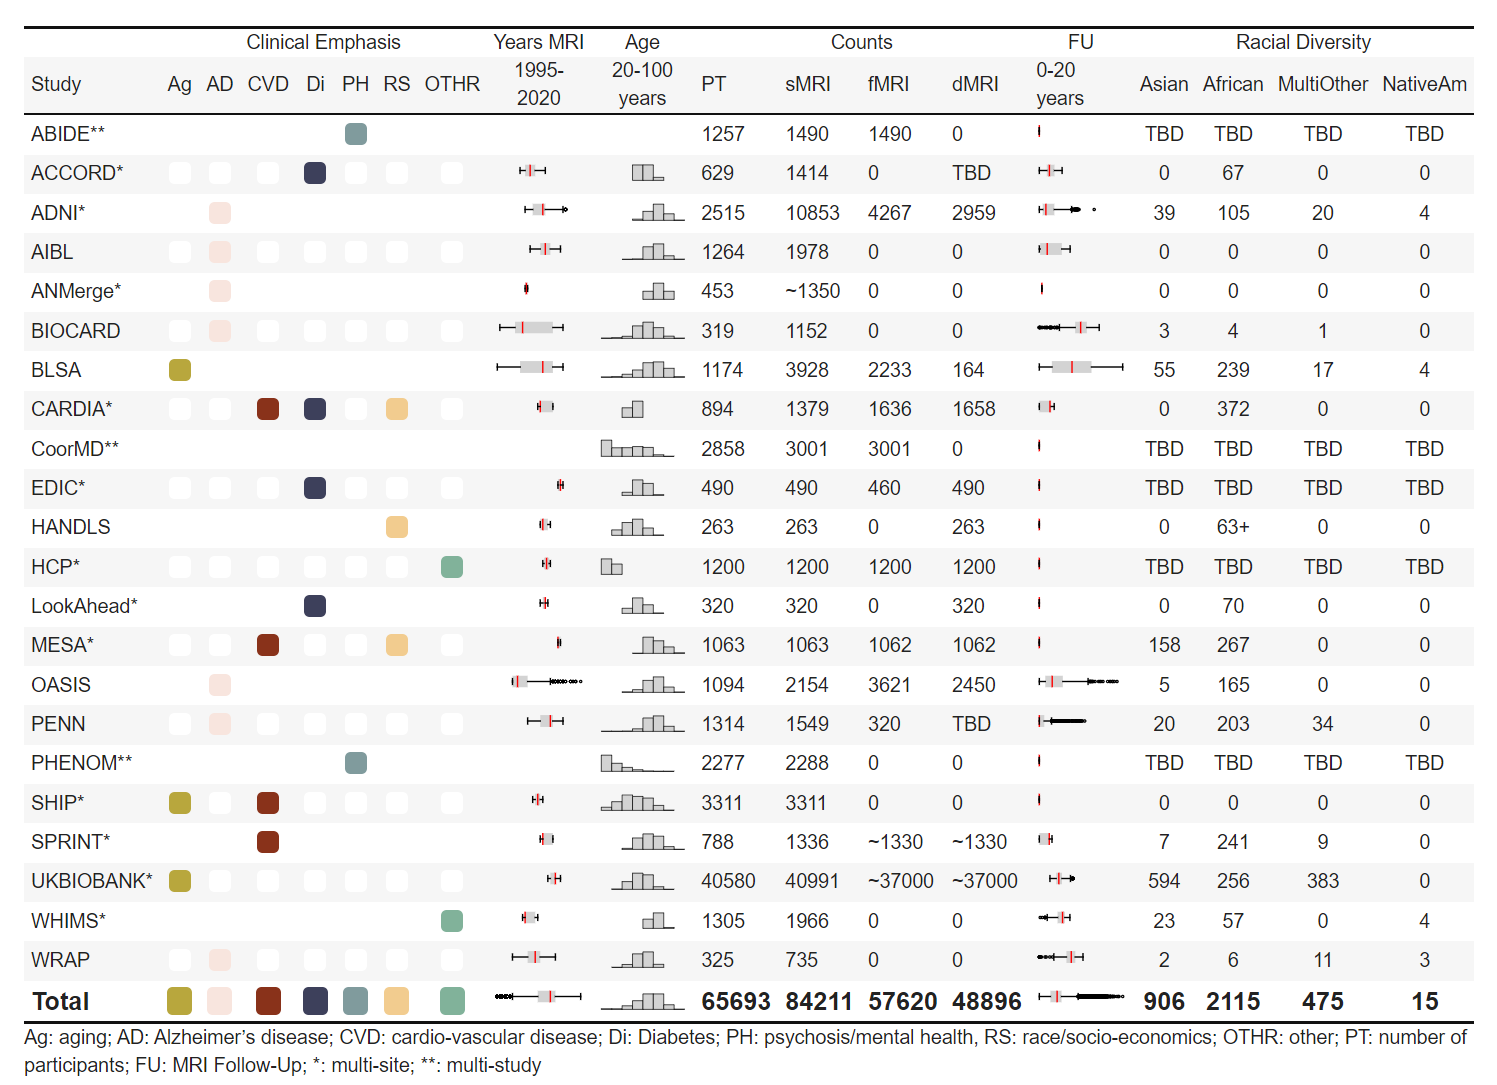 Clinical Emphasis Years MRI Age Counts FU Racial Diversity
Study Ag AD CVD Di PH RS OTHR 1995-2020 20-100 years PT sMRI fMRI dMRI 0-20 years Asian African MultiOther NativeAm
ABIDE** 1257 1490 1490 0 TBD TBD TBD TBD
ACCORD* 629 1414 0 TBD 0 67 0 0
ADNI* 2515 10853 4267 2959 39 105 20 4
AIBL 1264 1978 0 0 0 0 0 0
ANMerge* 453 ~1350 0 0 0 0 0 0
BIOCARD 319 1152 0 0 3 4 1 0
BLSA 1174 3928 2233 164 55 239 17 4
CARDIA* 894 1379 1636 1658 0 372 0 0
CoorMD** 2858 3001 3001 0 TBD TBD TBD TBD
EDIC* 490 490 460 490 TBD TBD TBD TBD
HANDLS 263 263 0 263 0 63+ 0 0
HCP* 1200 1200 1200 1200 TBD TBD TBD TBD
LookAhead* 320 320 0 320 0 70 0 0
MESA* 1063 1063 1062 1062 158 267 0 0
OASIS 1094 2154 3621 2450 5 165 0 0
PENN 1314 1549 320 TBD 20 203 34 0
PHENOM** 2277 2288 0 0 TBD TBD TBD TBD
SHIP* 3311 3311 0 0 0 0 0 0
SPRINT* 788 1336 ~1330 ~1330 7 241 9 0
UKBIOBANK* 40580 40991 ~37000 ~37000 594 256 383 0
WHIMS* 1305 1966 0 0 23 57 0 4
WRAP 325 735 0 0 2 6 11 3
Total 65693 84211 57620 48896 906 2115 475 15
Ag: aging; AD: Alzheimer's disease; CVD: cardio-vascular disease; Di: Diabetes; PH: psychosis/mental health, RS: race/socio-economics; OTHR: other; PT: number of
participants; FU: MRI Follow-Up; *: multi-site; **: multi-study